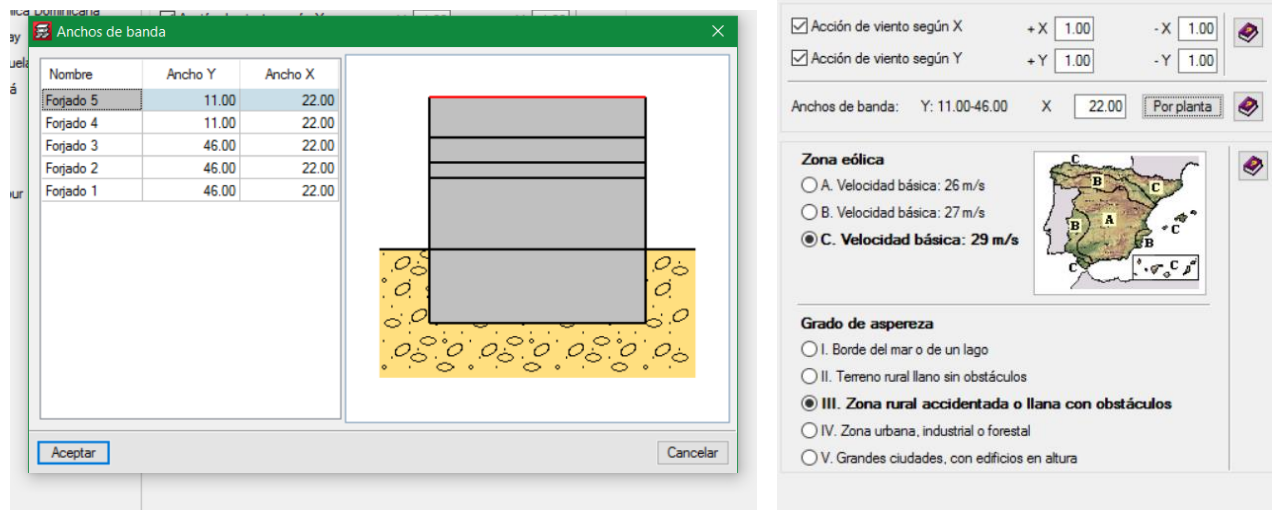 Anchos de banda
Nombre Ancho Y Ancho X
Forjado 5 11.00 22.00
Forjado 4 11.00 22.00
Forjado 3 46.00 22.00
Forjado 2 46.00 22.00
Forjado 1 46.00 22.00
Aceptar Cancelar
Acción de viento según X + X 1.00 - X 1.00
Acción de viento según Y + Y 1.00 - Y 1.00
Anchos de banda: Y: 11.00-46.00 X 22.00 Por planta
Zona eólica
A. Velocidad básica: 26 m/s
B. Velocidad básica: 27 m/s
C. Velocidad básica: 29 m/s
C
B C
A
B C
B
C C
Grado de aspereza
I. Borde del mar o de un lago
II. Terreno rural llano sin obstáculos
III. Zona rural accidentada o llana con obstáculos
IV. Zona urbana, industrial o forestal
V. Grandes ciudades, con edificios en altura